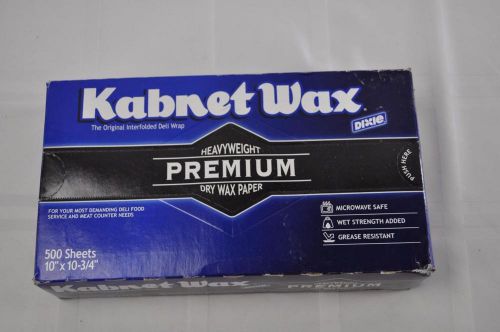 Kabnet Wax
The Original Interfolded Deli Wrap
DIXIE
HEAVYWEIGHT
PREMIUM
DRY WAX PAPER
PUSH HERE
FOR YOUR MOST DEMANDING DELI FOOD
SERVICE AND MEAT COUNTER NEEDS
MICROWAVE SAFE
WET STRENGTH ADDED
GREASE RESISTANT
500 Sheets
10" x 10-3/4"
Kabnet Wax
PREMIUM